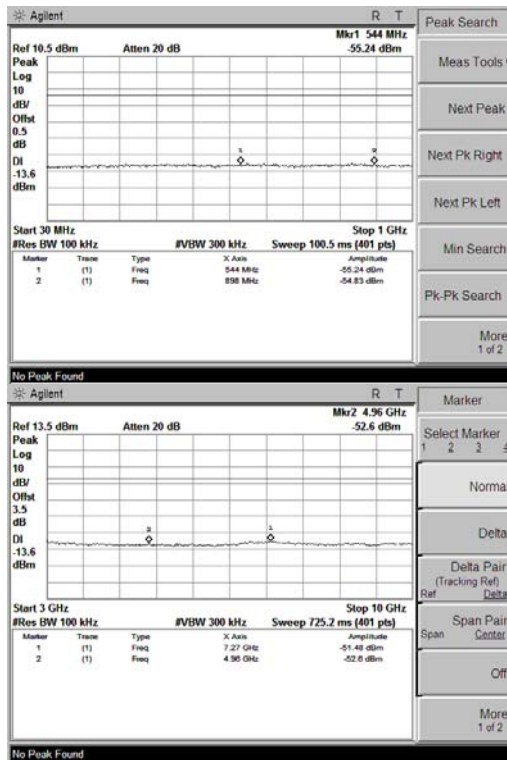 Agilent R T
Mkr1 544 MHz
Ref 10.5 dBm Atten 20 dB -55.24 dBm
Peak
Log
10
dB/
Offst
0.5
dB
DI
-13.6
dBm
1 2
Start 30 MHz Stop 1 GHz
#Res BW 100 kHz #VBW 300 kHz Sweep 100.5 ms (401 pts)
Marker Trace Type X Axis Amplitude
1 (1) Freq 544 MHz -55.24 dBm
2 (1) Freq 898 MHz -54.83 dBm
No Peak Found
Peak Search
Meas Tools
Next Peak
Next Pk Right
Next Pk Left
Min Search
Pk-Pk Search
More
1 of 2
Agilent R T
Mkr2 4.96 GHz
Ref 13.5 dBm Atten 20 dB -52.6 dBm
Peak
Log
10
dB/
Offst
3.5
dB
DI
-13.6
dBm
2 1
Start 3 GHz Stop 10 GHz
#Res BW 100 kHz #VBW 300 kHz Sweep 725.2 ms (401 pts)
Marker Trace Type X Axis Amplitude
1 (1) Freq 7.27 GHz -51.48 dBm
2 (1) Freq 4.96 GHz -52.6 dBm
No Peak Found
Marker
Select Marker
1 2 3 4
Norma
Delta
Delta Pair
(Tracking Ref)
Ref Delta
Span Pair
Span Center
Off
More
1 of 2